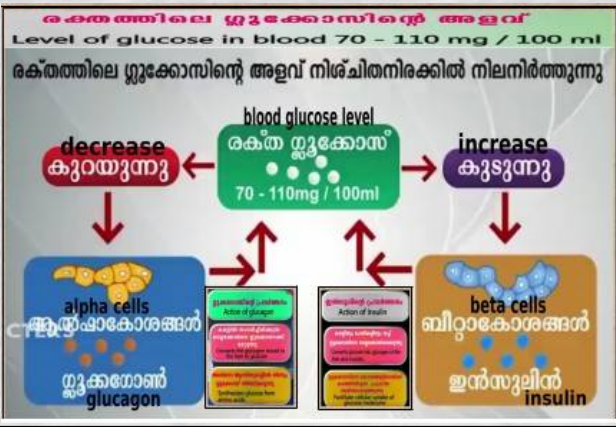 രക്തത്തിലെ ഗ്ലൂക്കോസിന്റെ അളവ്
Level of glucose in blood 70 – 110 mg / 100 ml
രക്തത്തിലെ ഗ്ലൂക്കോസിന്റെ അളവ് നിശ്ചിതനിരക്കിൽ നിലനിർത്തുന്നു
blood glucose level
രക്ത ഗ്ലൂക്കോസ്
70 - 110mg / 100ml
decrease
കുറയുന്നു
increase
കൂടുന്നു
alpha cells
ആൽഫാകോശങ്ങൾ
ഗ്ലൂക്കഗോൺ
glucagon
Action of glucagon
Action of Insulin
beta cells
ബീറ്റാകോശങ്ങൾ
ഇൻസുലിൻ
insulin